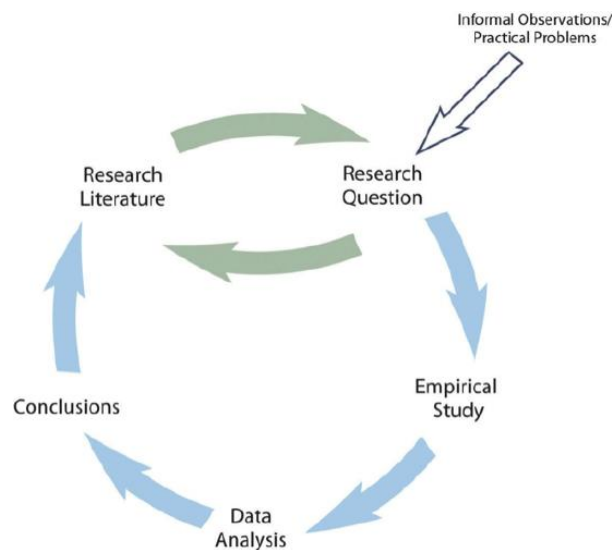 Informal Observations/
Practical Problems
Research
Literature
Research
Question
Empirical
Study
Conclusions
Data
Analysis